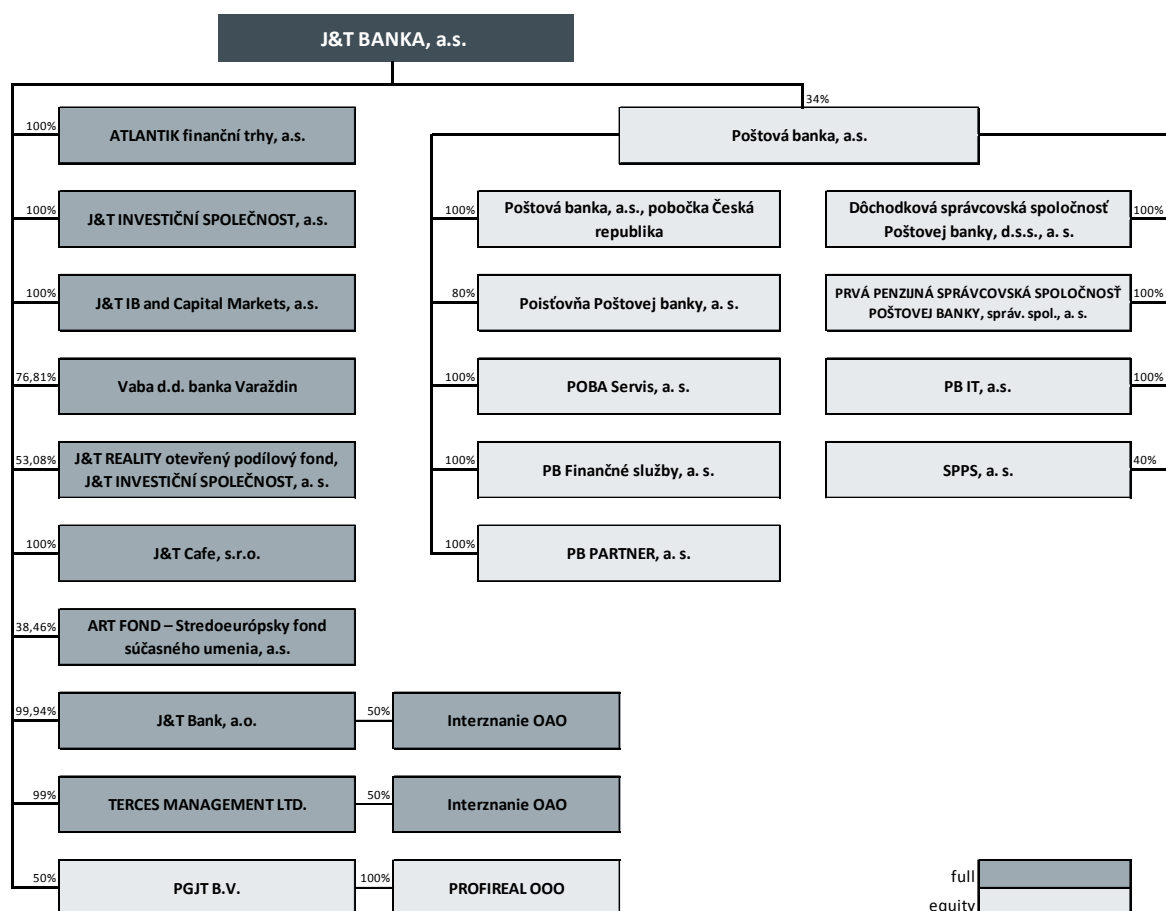 J&T BANKA, a.s.
34%
100%
ATLANTIK finanční trhy, a.s.
Poštová banka, a.s.
100%
J&T INVESTIČNÍ SPOLEČNOST, a.s.
100%
Poštová banka, a.s., pobočka Česká
republika
Dôchodková správcovská spoločnosť
Poštovej banky, d.s.s., a. s.
100%
100%
J&T IB and Capital Markets, a.s.
80%
Poisťovňa Poštovej banky, a. s.
PRVÁ PENZIJNÁ SPRÁVCOVSKÁ SPOLOČNOSŤ
POŠTOVEJ BANKY, správ. spol., a. s.
100%
76,81%
Vaba d.d. banka Varaždin
100%
POBA Servis, a. s.
PB IT, a.s.
100%
53,08%
J&T REALITY otevřený podílový fond,
J&T INVESTIČNÍ SPOLEČNOST, a. s.
100%
PB Finančné služby, a. s.
SPPS, a. s.
40%
100%
J&T Cafe, s.r.o.
100%
PB PARTNER, a. s.
38,46%
ART FOND – Stredoeurópsky fond
súčasného umenia, a.s.
99,94%
J&T Bank, a.o.
50%
Interznanie OAO
99%
TERCES MANAGEMENT LTD.
50%
Interznanie OAO
50%
PGJT B.V.
100%
PROFIREAL OOO
full
equity